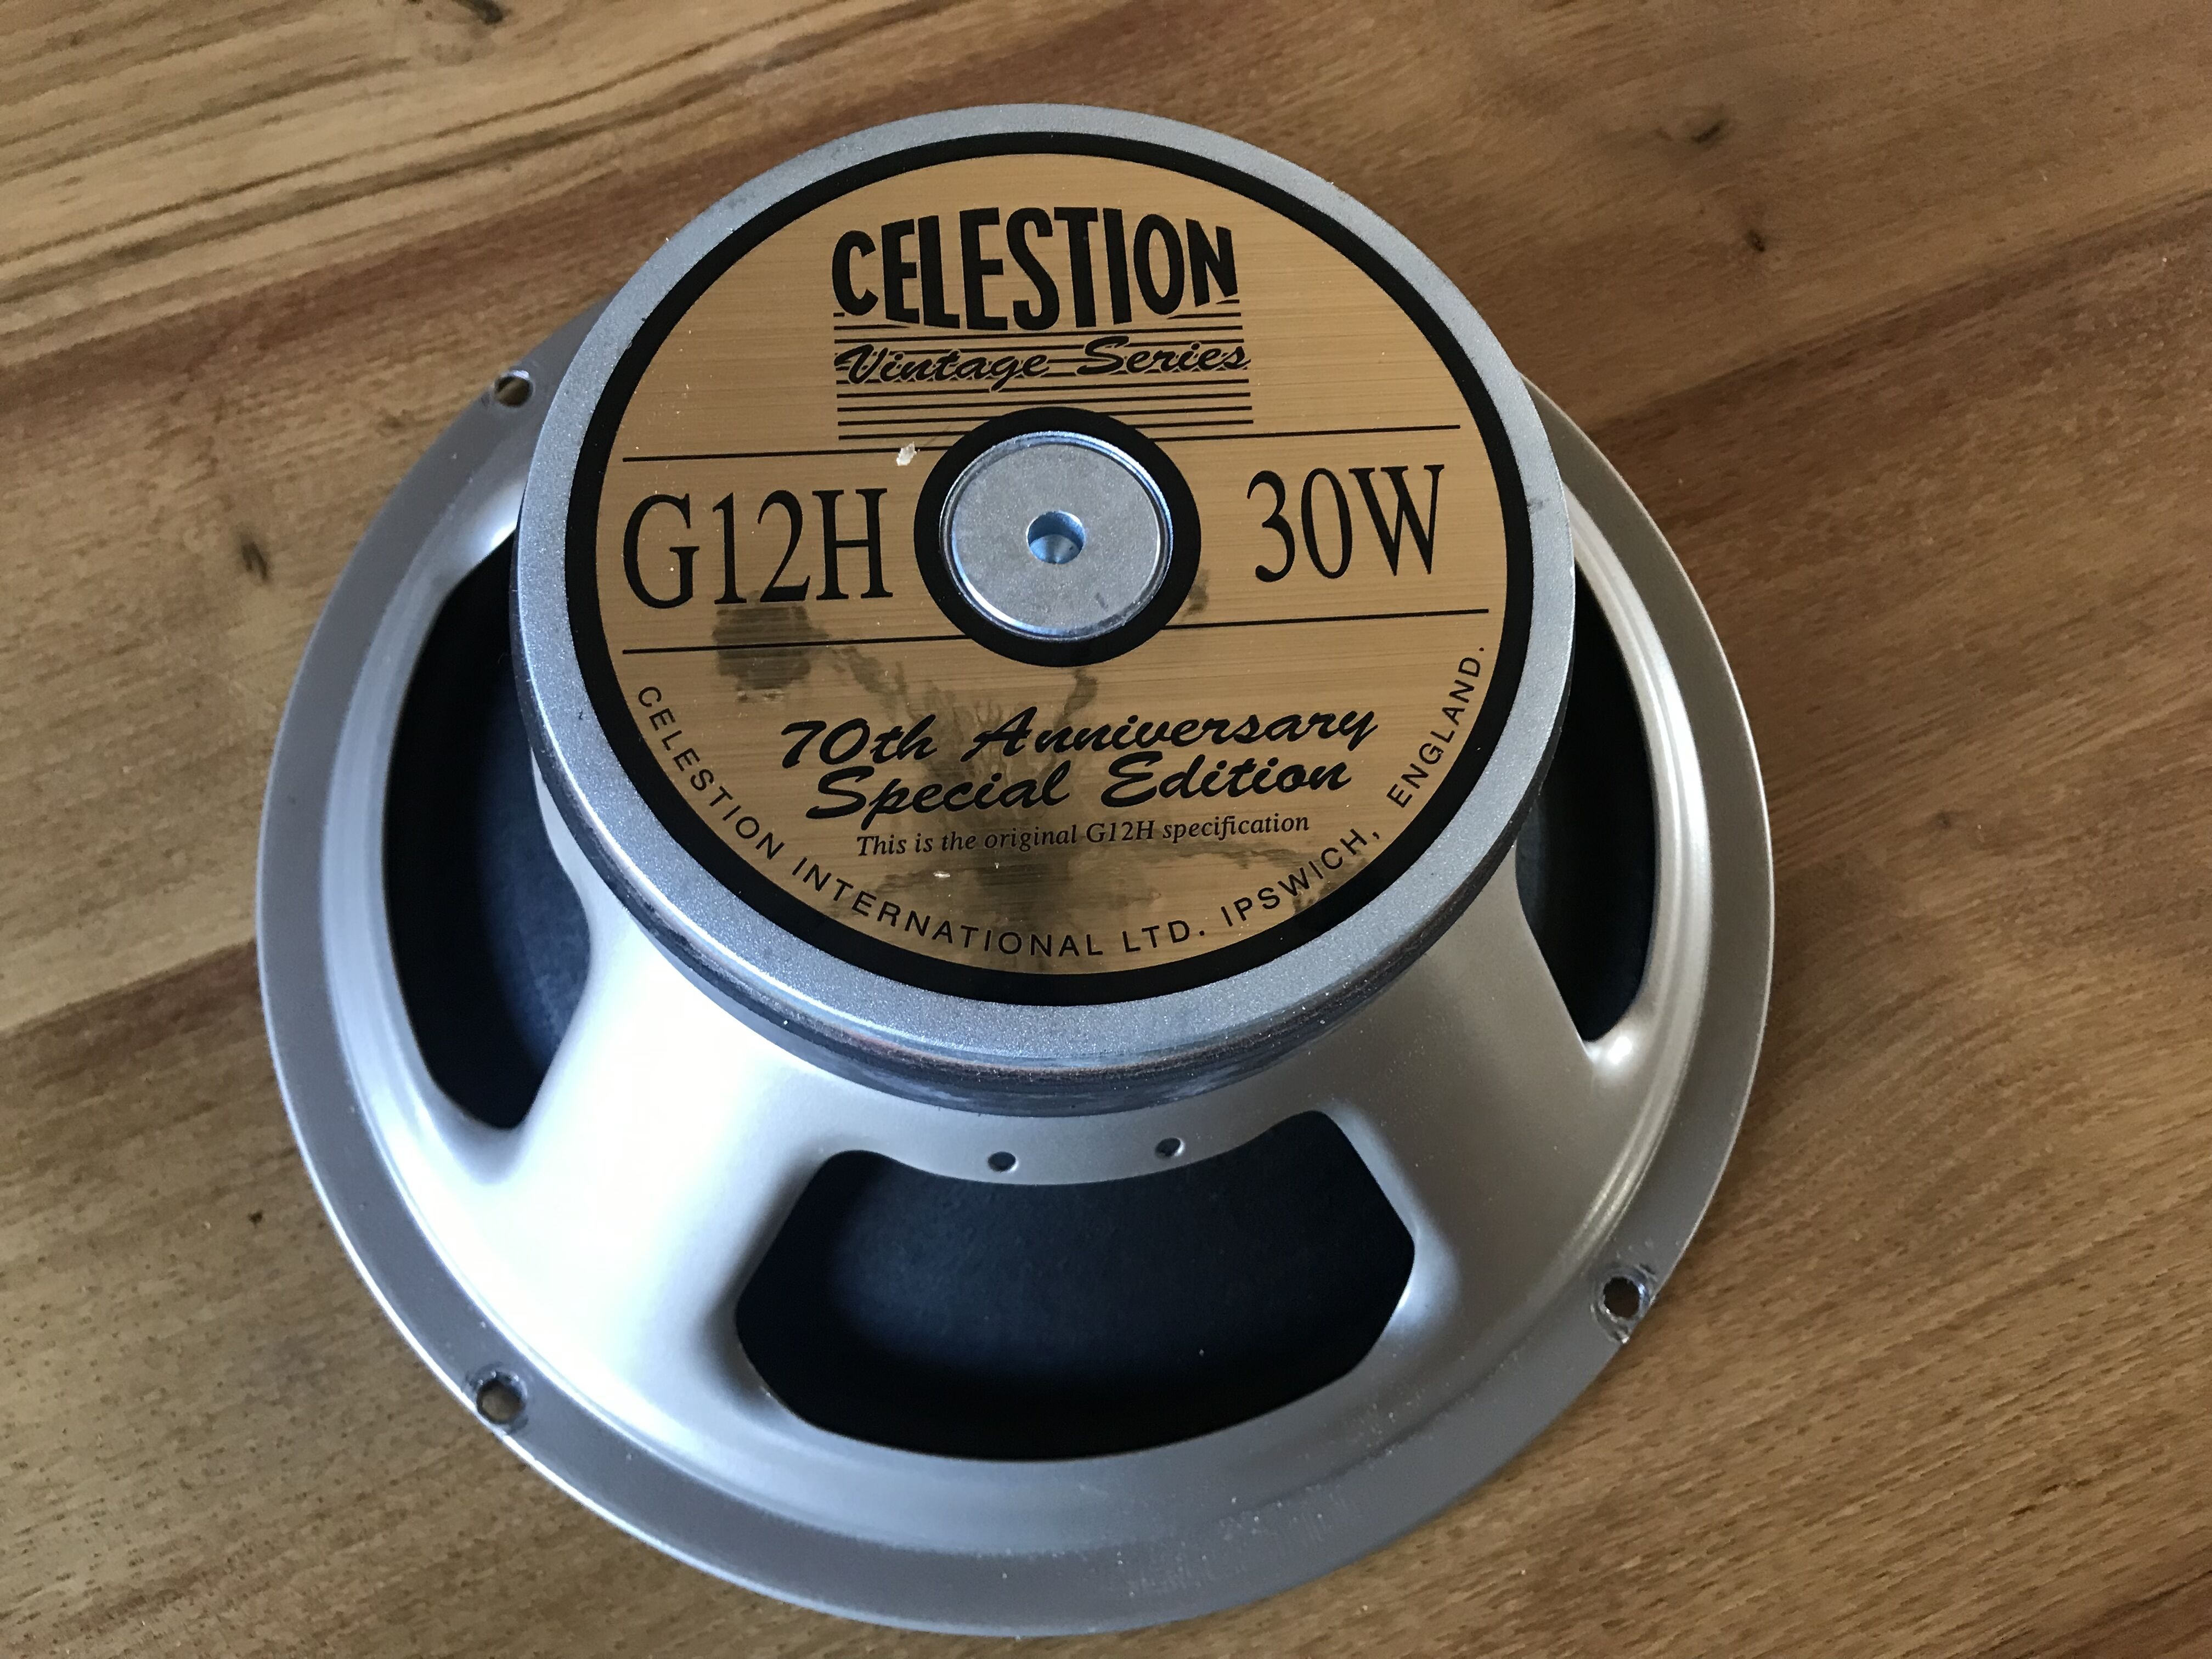 CELESTION
Vintage Series
G12H 30W
70th Anniversary
Special Edition
This is the original G12H specification
CELESTION INTERNATIONAL LTD. IPSWICH, ENGLAND.